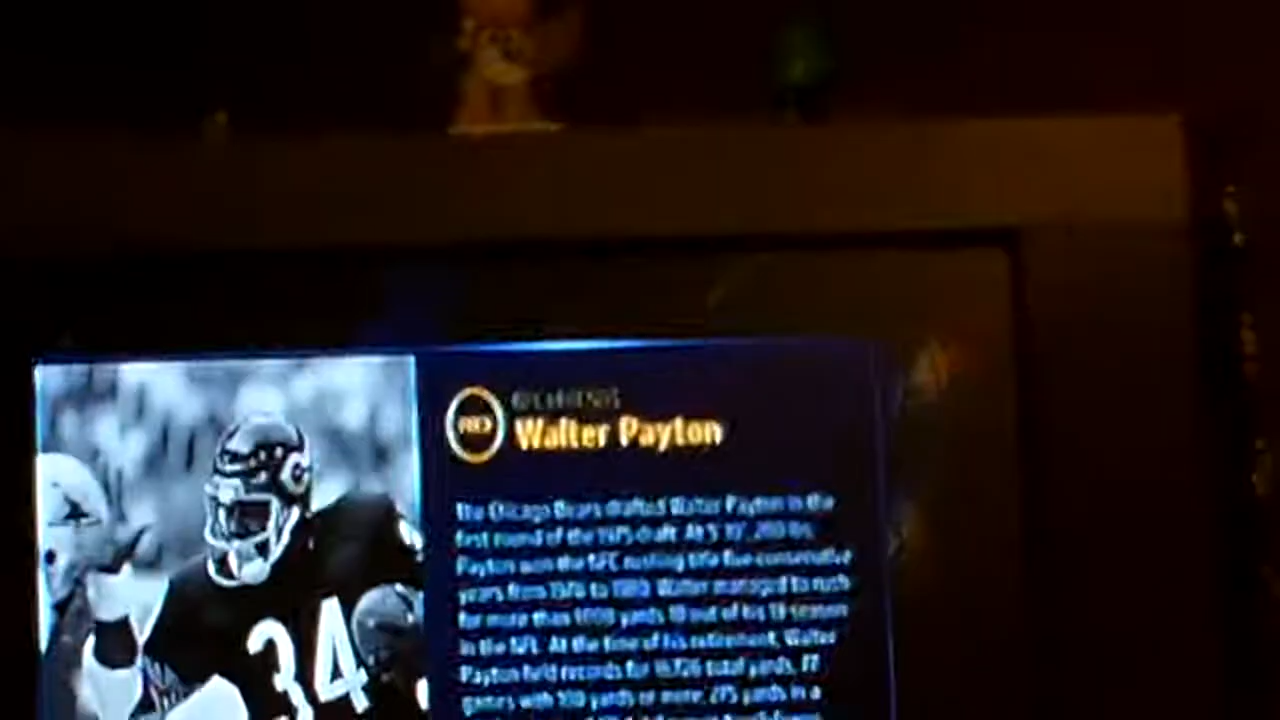 Walter Payton
The Chicago Bears drafted Walter Payton in the
first round of the 1975 draft. At 5' 10", 200 lbs,
Payton won the NFC rushing title five consecutive
years from 1976 to 1980. Walter managed to rush
for more than 1,000 yards 10 out of his 13 season
in the NFL. At the time of his retirement, Walter
Payton held records for 16,726 total yards, 77
games with 100 yards or more, 275 yards in a
34